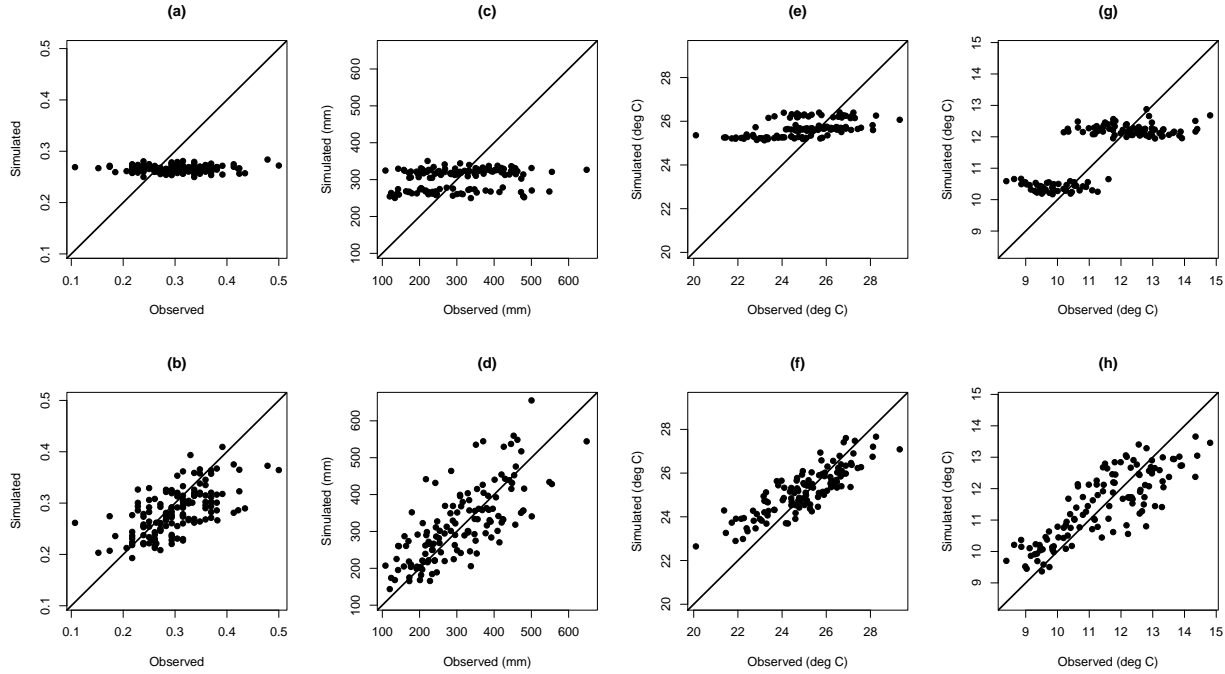 (a)
Simulated
0.1 0.2 0.3 0.4 0.5
0.1 0.2 0.3 0.4 0.5
Observed
(c)
Simulated (mm)
100 200 300 400 500 600
100 200 300 400 500 600
Observed (mm)
(e)
Simulated (deg C)
20 22 24 26 28
20 22 24 26 28
Observed (deg C)
(g)
Simulated (deg C)
9 10 11 12 13 14 15
9 10 11 12 13 14 15
Observed (deg C)
(b)
Simulated
0.1 0.2 0.3 0.4 0.5
0.1 0.2 0.3 0.4 0.5
Observed
(d)
Simulated (mm)
100 200 300 400 500 600
100 200 300 400 500 600
Observed (mm)
(f)
Simulated (deg C)
20 22 24 26 28
20 22 24 26 28
Observed (deg C)
(h)
Simulated (deg C)
9 10 11 12 13 14 15
9 10 11 12 13 14 15
Observed (deg C)